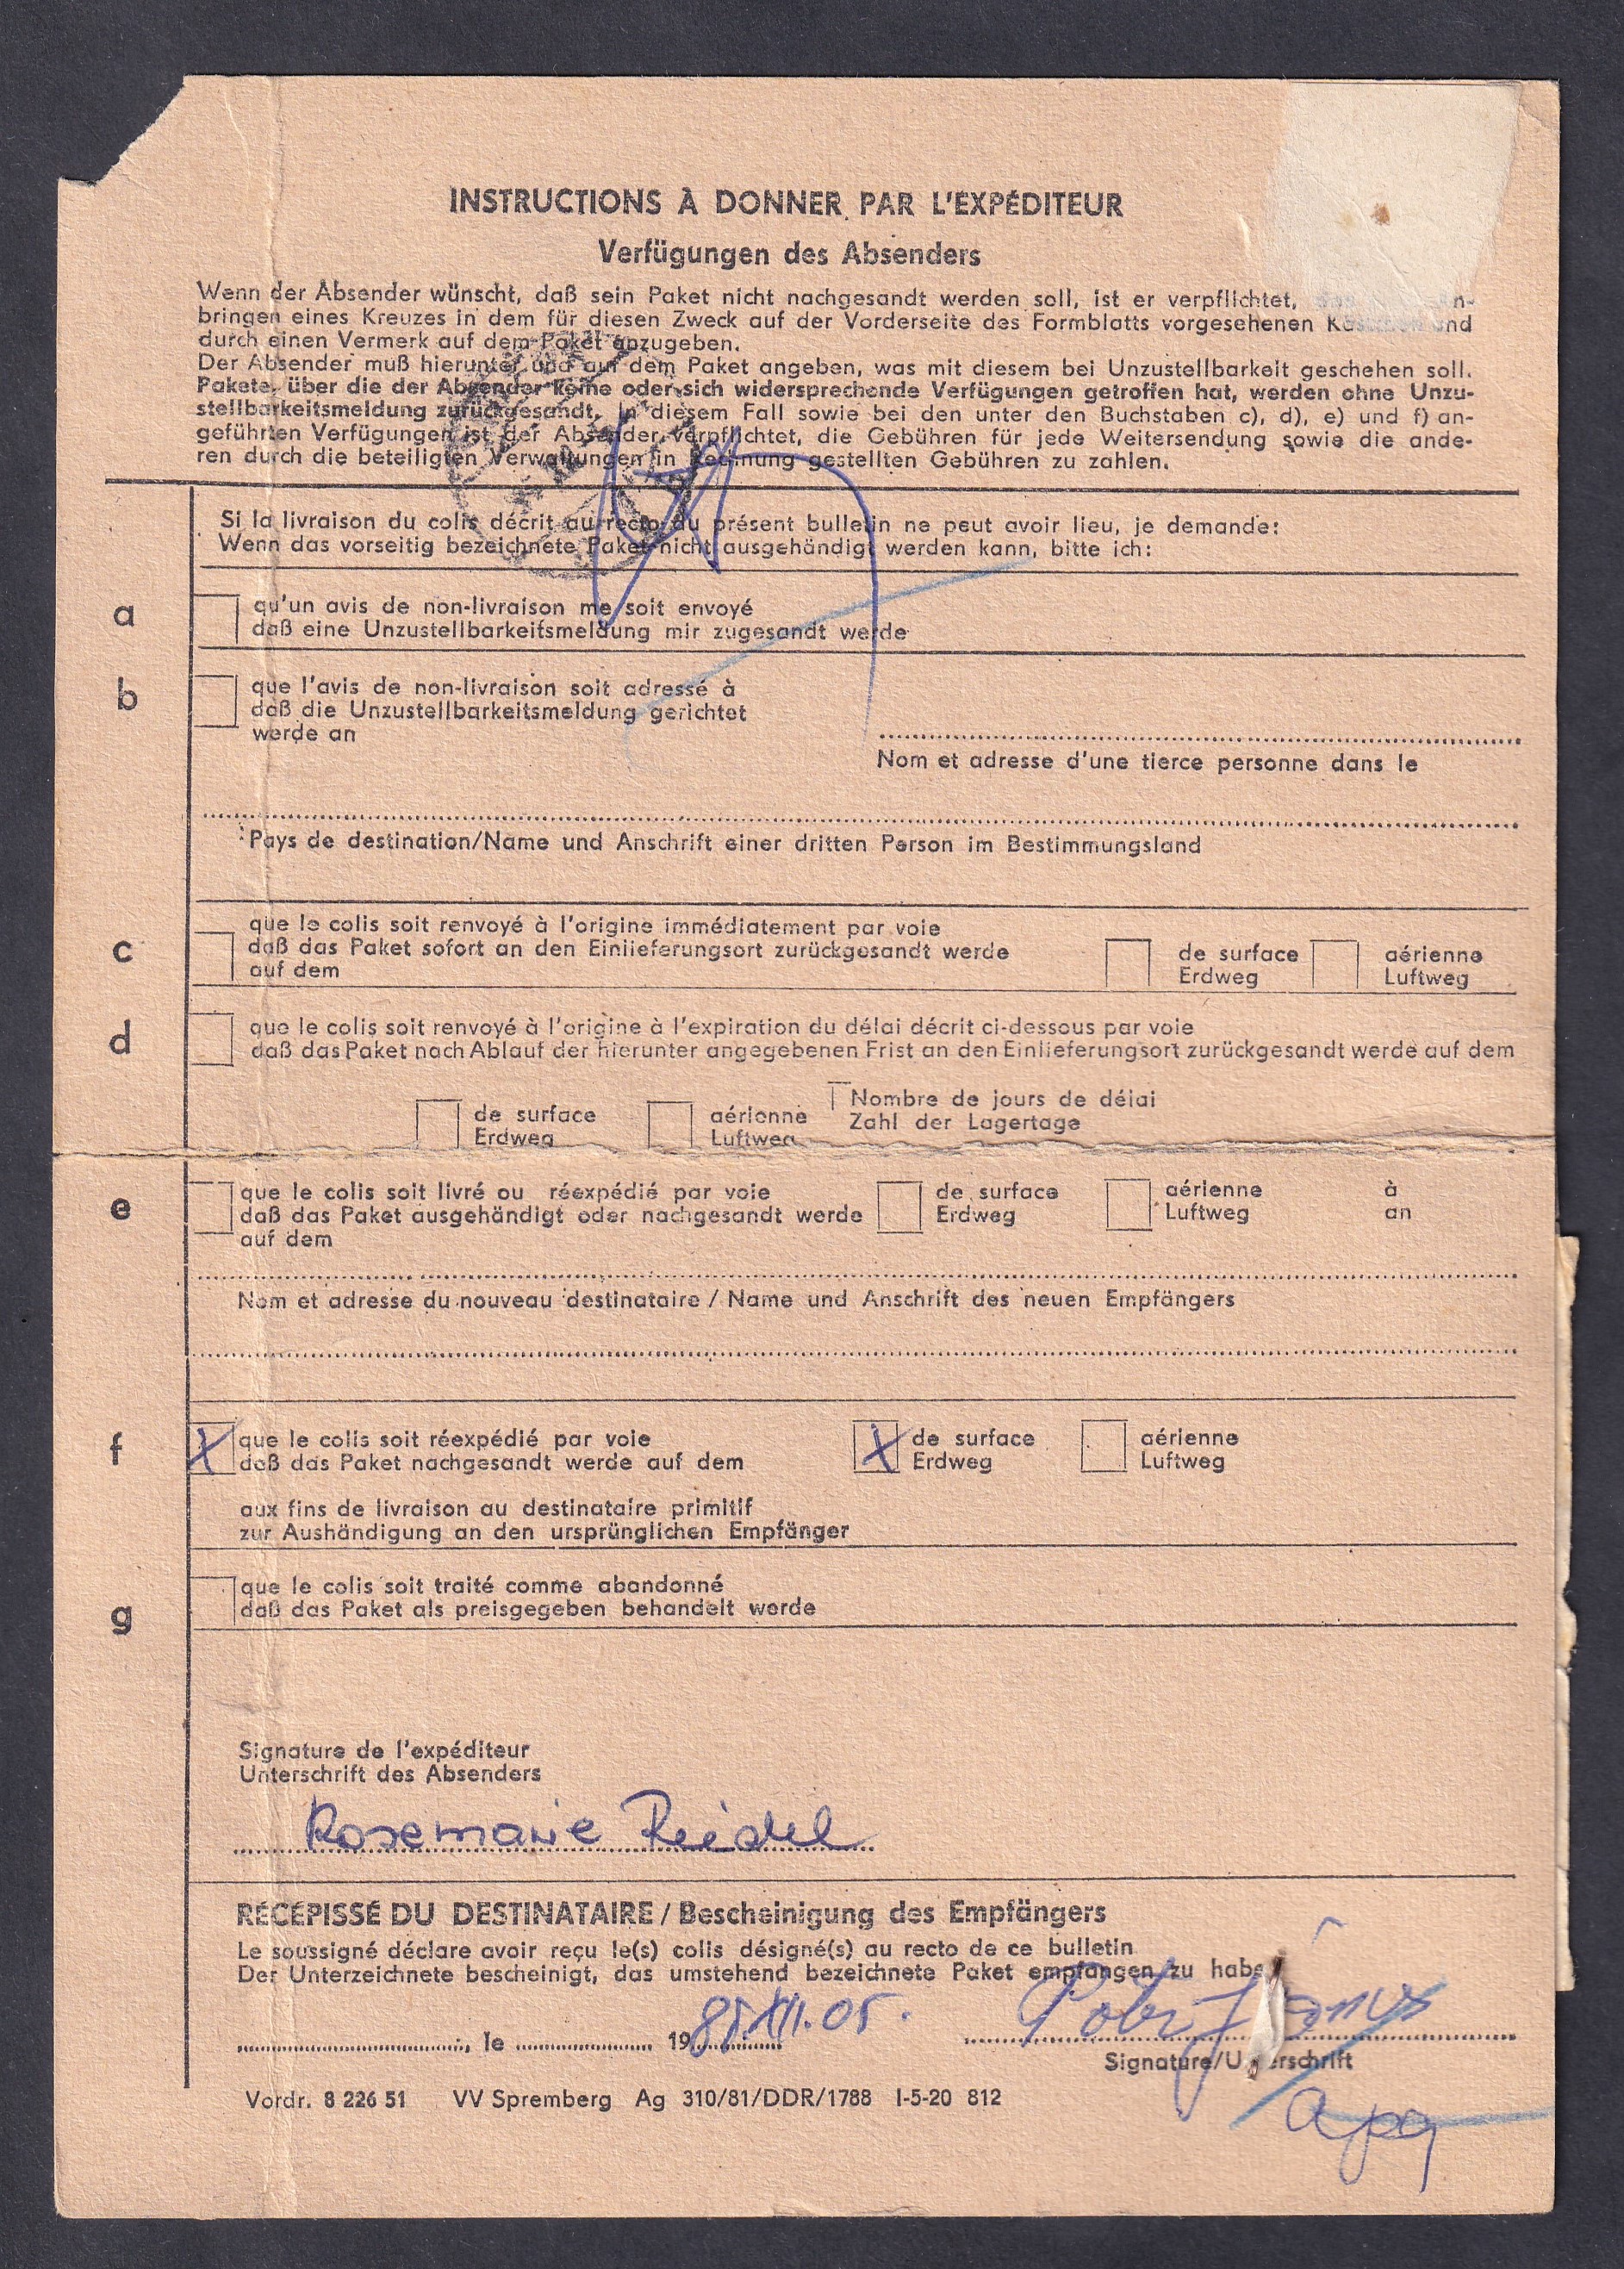 INSTRUCTIONS À DONNER PAR L'EXPÉDITEUR
Verfügungen des Absenders
Wenn der Absender wünscht, daß sein Paket nicht nachgesandt werden soll, ist er verpflichtet,
bringen eines Kreuzes in dem für diesen Zweck auf der Vorderseite des Formblatts vorgesehenen und
durch einen Vermerk auf dem Paket anzugeben.
Der Absender muß hierunter und auf dem Paket angeben, was mit diesem bei Unzustellbarkeit geschehen soll.
Pakete, über die der Absender keine oder sich widersprechende Verfügungen getroffen hat, werden ohne Unzu-
stellbarkeitsmeldung zurückgesandt. In diesem Fall sowie bei den unter den Buchstaben c), d), e) und f) an-
geführten Verfügungen ist der Absender verpflichtet, die Gebühren für jede Weitersendung sowie die ande-
ren durch die beteiligten Verwaltungen in Rechnung gestellten Gebühren zu zahlen.
Si la livraison du colis décrit au recto du présent bulletin ne peut avoir lieu, je demande:
Wenn das vorseitig bezeichnete Paket nicht ausgehändigt werden kann, bitte ich:
a
qu'un avis de non-livraison me soit envoyé
daß eine Unzustellbarkeitsmeldung mir zugesandt werde
b
que l'avis de non-livraison soit adressé à
daß die Unzustellbarkeitsmeldung gerichtet
werde an
Nom et adresse d'une tierce personne dans le
Pays de destination/Name und Anschrift einer dritten Person im Bestimmungsland
c
que le colis soit renvoyé à l'origine immédiatement par voie
daß das Paket sofort an den Einlieferungsort zurückgesandt werde
auf dem
de surface
Erdweg
aérienne
Luftweg
d
que le colis soit renvoyé à l'origine à l'expiration du délai décrit ci-dessous par voie
daß das Paket nach Ablauf der hierunter angegebenen Frist an den Einlieferungsort zurückgesandt werde auf dem
de surface
Erdweg
aérienne
Luftweg
Nombre de jours de délai
Zahl der Lagertage
e
que le colis soit livré ou réexpédié par voie
daß das Paket ausgehändigt oder nachgesandt werde
auf dem
de surface
Erdweg
aérienne
Luftweg
à
an
Nom et adresse du nouveau destinataire / Name und Anschrift des neuen Empfängers
f
X
que le colis soit réexpédié par voie
daß das Paket nachgesandt werde auf dem
X
de surface
Erdweg
aérienne
Luftweg
aux fins de livraison au destinataire primitif
zur Aushändigung an den ursprünglichen Empfänger
g
que le colis soit traité comme abandonné
daß das Paket als preisgegeben behandelt werde
Signature de l'expéditeur
Unterschrift des Absenders
Rosemarie Riedel
RÉCÉPISSÉ DU DESTINATAIRE / Bescheinigung des Empfängers
Le soussigné déclare avoir reçu le(s) colis désigné(s) au recto de ce bulletin
Der Unterzeichnete bescheinigt, das umstehend bezeichnete Paket empfangen zu habe
, le 19 85. XII. 05.
Signature/U erschrift
Vordr. 8 226 51 VV Spremberg Ag 310/81/DDR/1788 I-5-20 812
apa